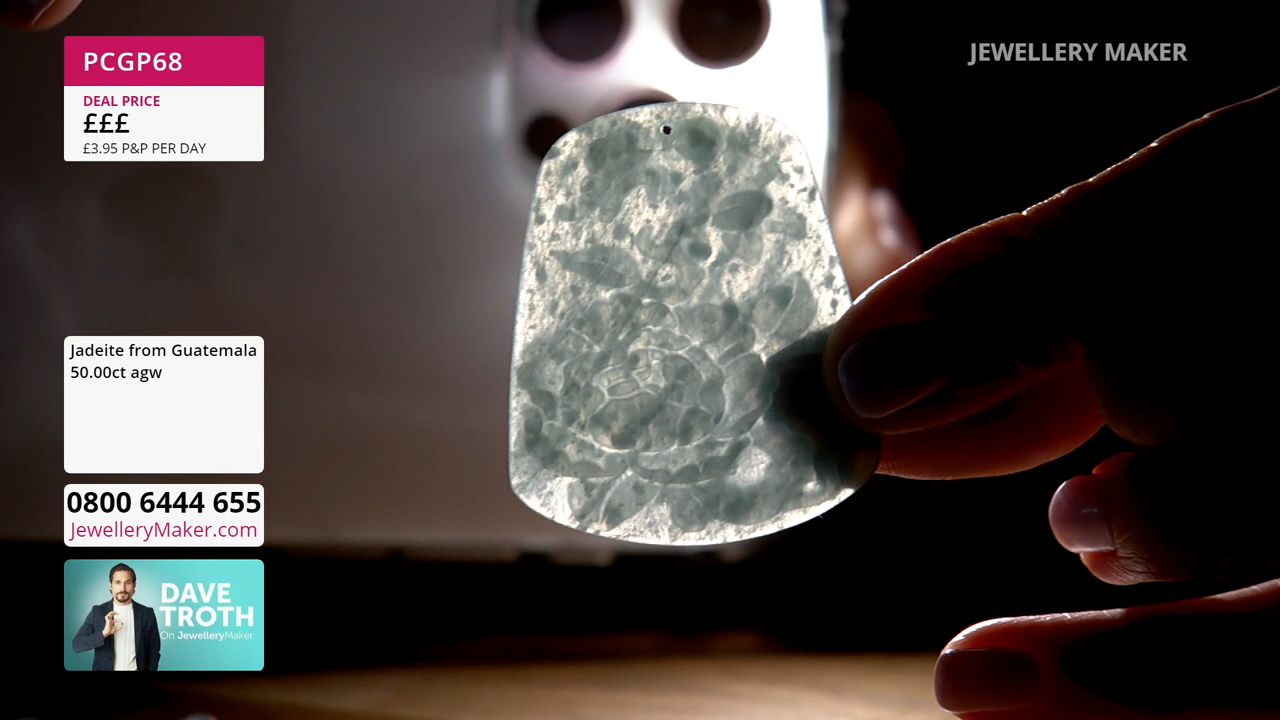 PCGP68
DEAL PRICE
£££
£3.95 P&P PER DAY
JEWELLERY MAKER
Jadeite from Guatemala
50.00ct agw
0800 6444 655
JewelleryMaker.com
DAVE
TROTH
On JewelleryMaker